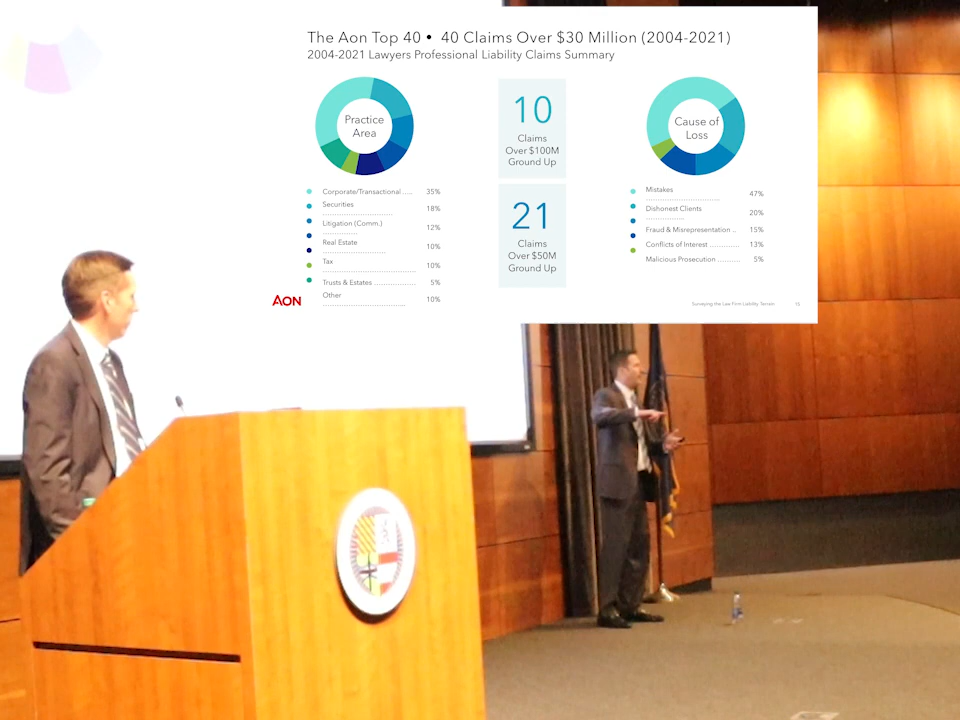 The Aon Top 40 • 40 Claims Over $30 Million (2004-2021)
2004-2021 Lawyers Professional Liability Claims Summary
Practice
Area
Corporate/Transactional ..... 35%
Securities
................................ 18%
Litigation (Comm.)
............... 12%
Real Estate
............................. 10%
Tax
.......................................... 10%
Trusts & Estates ................... 5%
Other
...................................... 10%
10
Claims
Over $100M
Ground Up
21
Claims
Over $50M
Ground Up
Cause of
Loss
Mistakes
.................................. 47%
Dishonest Clients
................. 20%
Fraud & Misrepresentation .. 15%
Conflicts of Interest .............. 13%
Malicious Prosecution .......... 5%
AON
Surveying the Law Firm Liability Terrain 15